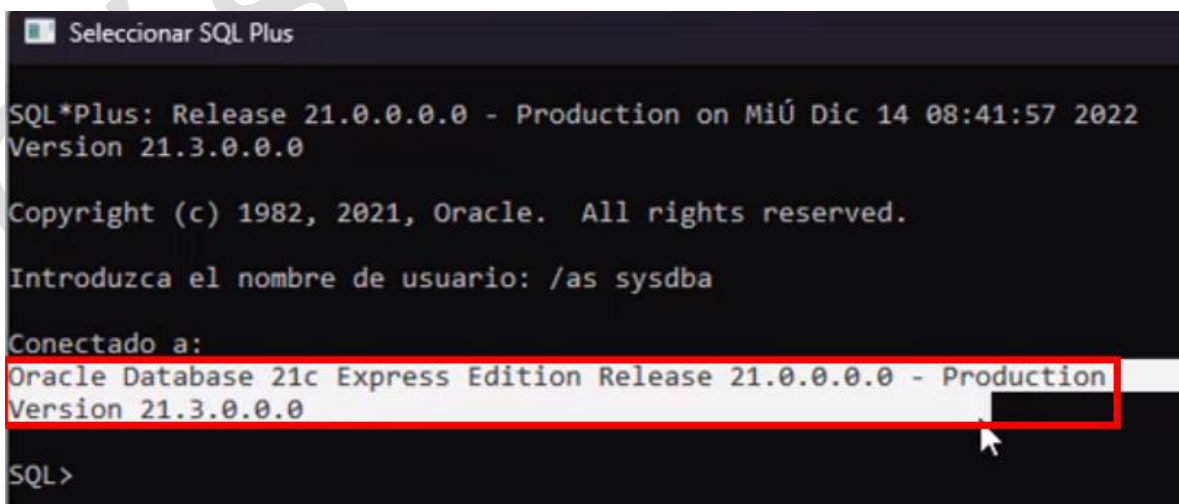 Seleccionar SQL Plus
SQL*Plus: Release 21.0.0.0.0 - Production on MiÚ Dic 14 08:41:57 2022
Version 21.3.0.0.0
Copyright (c) 1982, 2021, Oracle.  All rights reserved.
Introduzca el nombre de usuario: /as sysdba
Conectado a:
Oracle Database 21c Express Edition Release 21.0.0.0.0 - Production
Version 21.3.0.0.0
SQL>